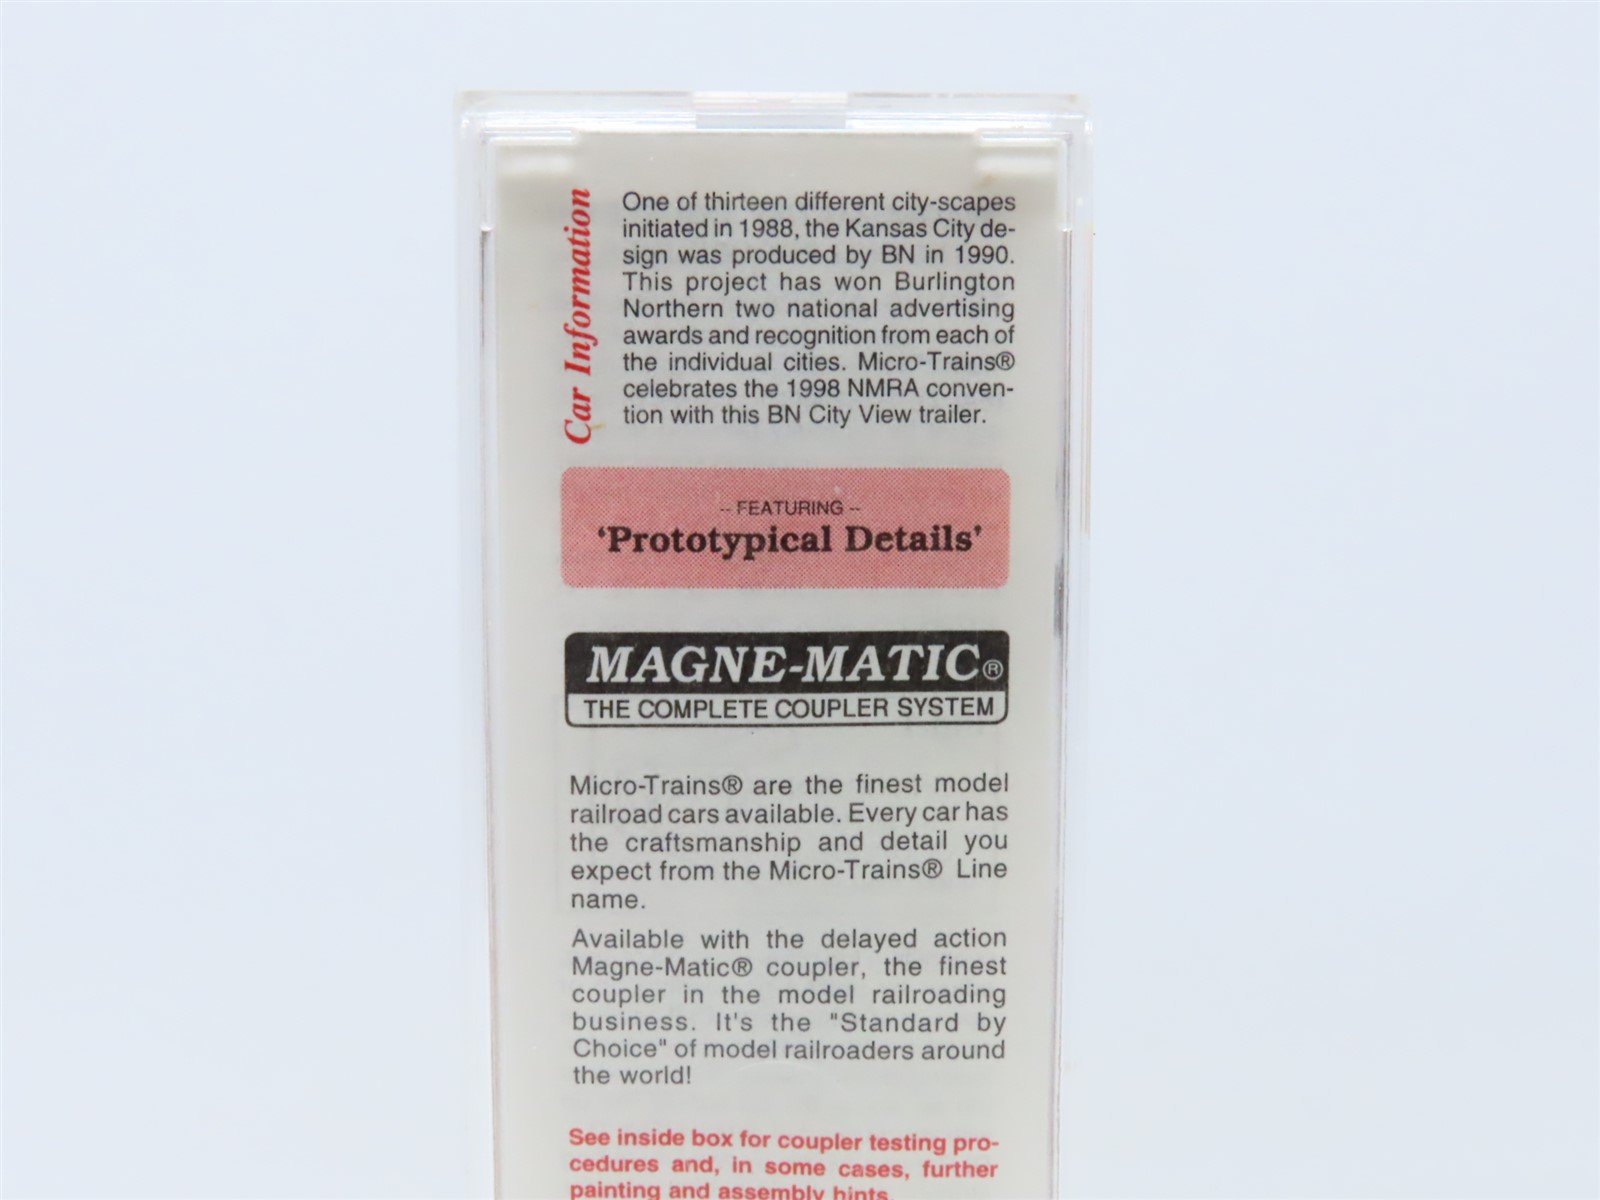 Car Information
One of thirteen different city-scapes
initiated in 1988, the Kansas City de-
sign was produced by BN in 1990.
This project has won Burlington
Northern two national advertising
awards and recognition from each of
the individual cities. Micro-Trains®
celebrates the 1998 NMRA conven-
tion with this BN City View trailer.
-- FEATURING --
‘Prototypical Details’
MAGNE-MATIC®
THE COMPLETE COUPLER SYSTEM
Micro-Trains® are the finest model
railroad cars available. Every car has
the craftsmanship and detail you
expect from the Micro-Trains® Line
name.
Available with the delayed action
Magne-Matic® coupler, the finest
coupler in the model railroading
business. It's the "Standard by
Choice" of model railroaders around
the world!
See inside box for coupler testing pro-
cedures and, in some cases, further
painting and assembly hints.